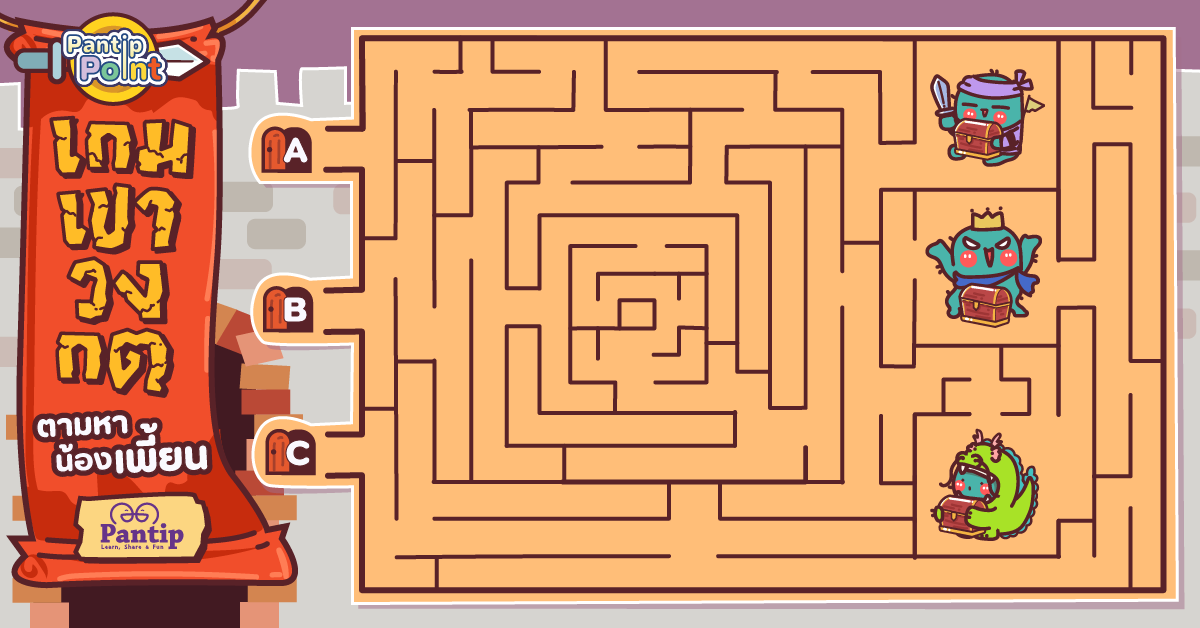 Pantip
Point
เกม
เขา
วง
กต
ตามหา
น้องเพี้ยน
Pantip
Learn, Share & Fun
A
B
C